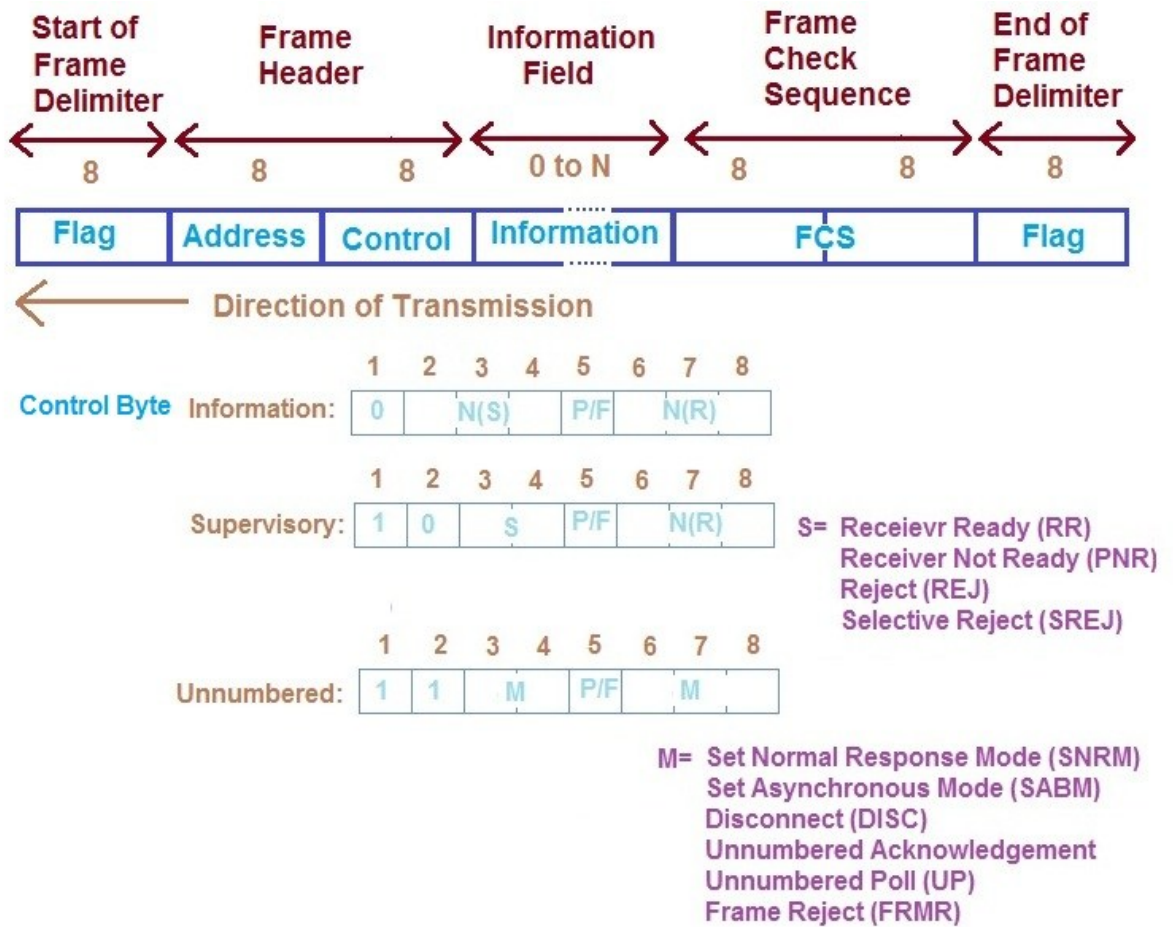 Start of
Frame
Delimiter
Frame
Header
Information
Field
Frame
Check
Sequence
End of
Frame
Delimiter
8 8 8 0 to N 8 8 8
Flag Address Control Information FCS Flag
Direction of Transmission
1 2 3 4 5 6 7 8
Control Byte Information: 0 N(S) P/F N(R)
1 2 3 4 5 6 7 8
Supervisory: 1 0 S P/F N(R)
S= Receievr Ready (RR)
Receiver Not Ready (PNR)
Reject (REJ)
Selective Reject (SREJ)
1 2 3 4 5 6 7 8
Unnumbered: 1 1 M P/F M
M= Set Normal Response Mode (SNRM)
Set Asynchronous Mode (SABM)
Disconnect (DISC)
Unnumbered Acknowledgement
Unnumbered Poll (UP)
Frame Reject (FRMR)